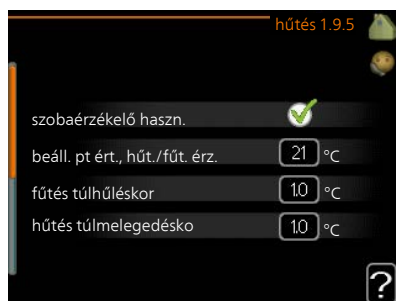 hűtés 1.9.5
szobaérzékelő haszn.
beáll. pt ért., hűt./fűt. érz. 21 °C
fűtés túlhűléskor 1.0 °C
hűtés túlmelegedésko 1.0 °C
?